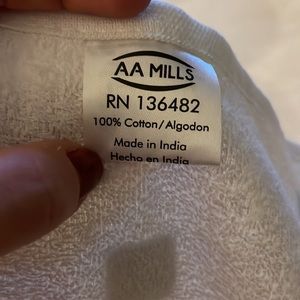 AA MILLS
RN 136482
100% Cotton/Algodon
Made in India
Hecho en India